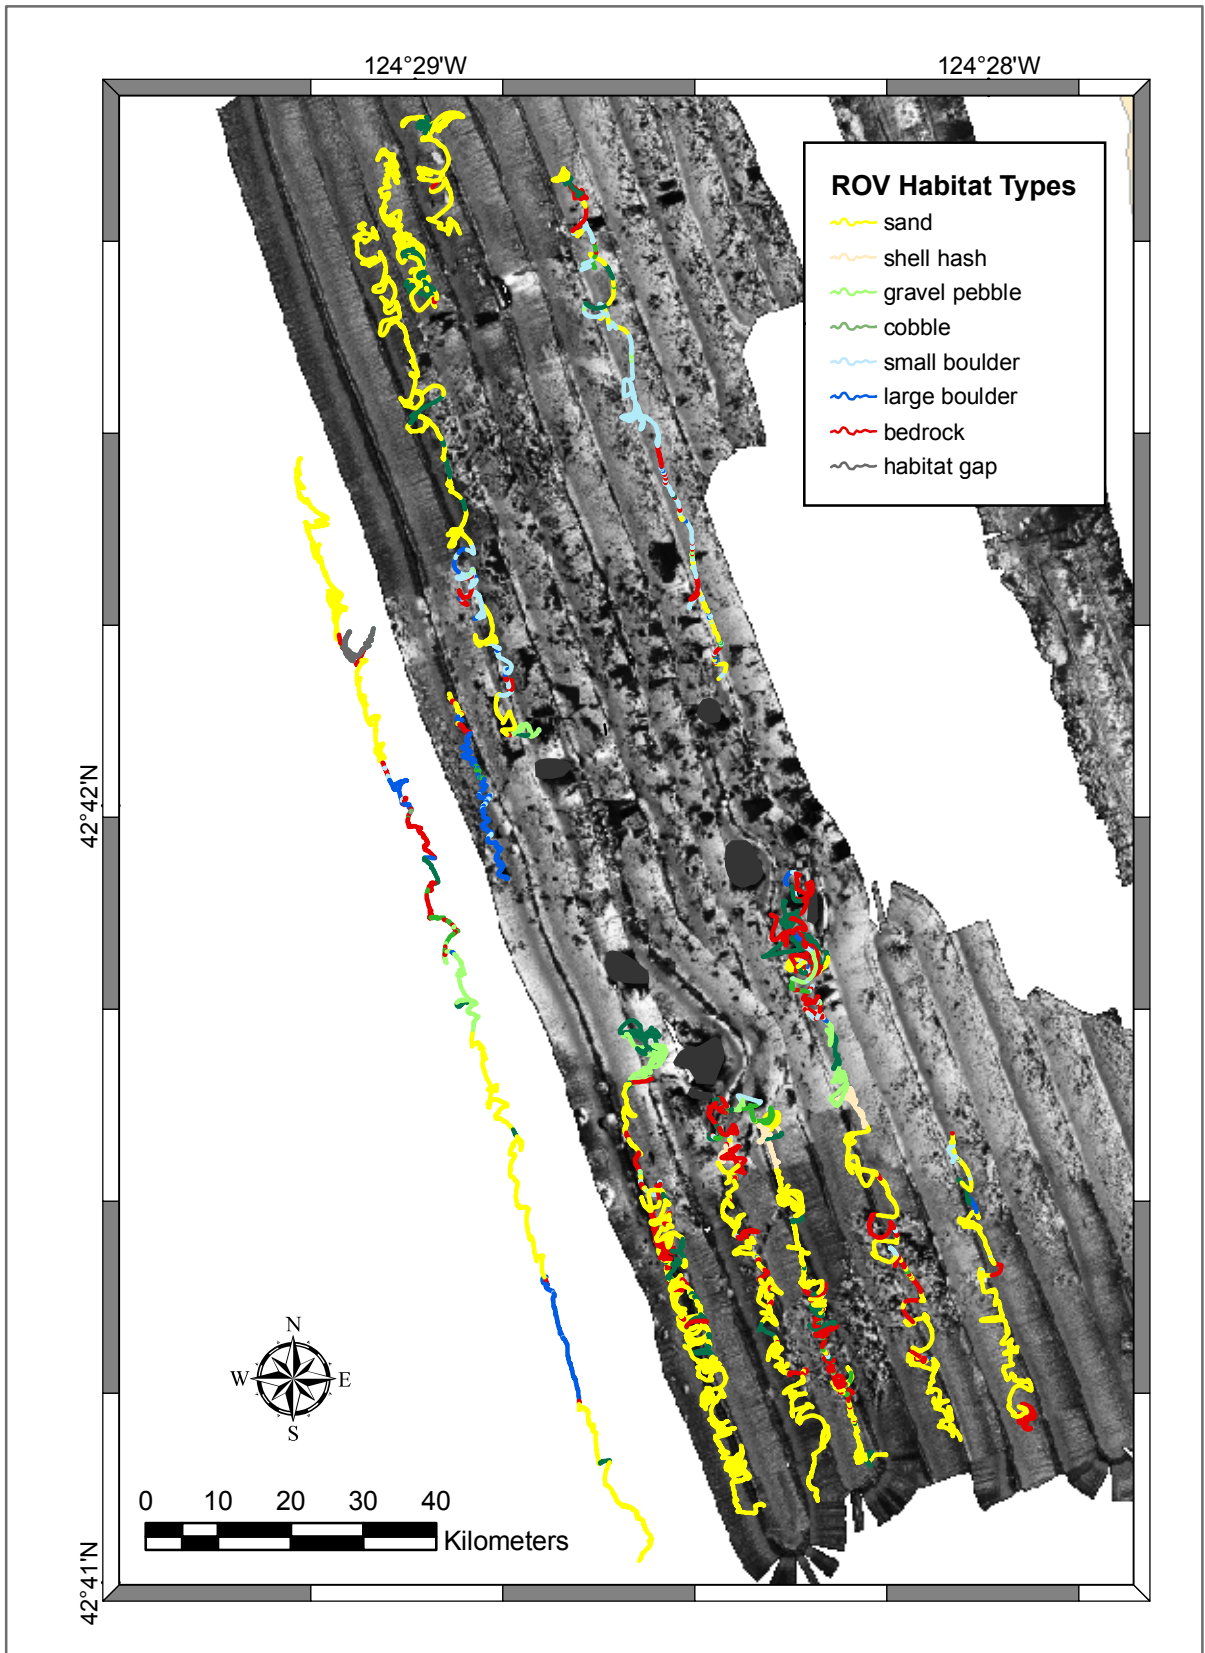 124°29'W 124°28'W
ROV Habitat Types
sand
shell hash
gravel pebble
cobble
small boulder
large boulder
bedrock
habitat gap
42°42'N
N
W E
S
0 10 20 30 40
Kilometers
42°41'N